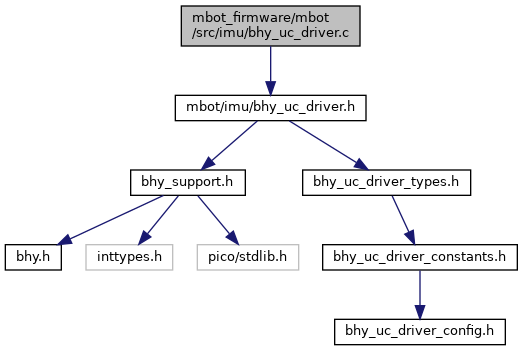 mbot_firmware/mbot
/src/imu/bhy_uc_driver.c
mbot/imu/bhy_uc_driver.h
bhy_support.h
bhy_uc_driver_types.h
bhy.h
inttypes.h
pico/stdlib.h
bhy_uc_driver_constants.h
bhy_uc_driver_config.h